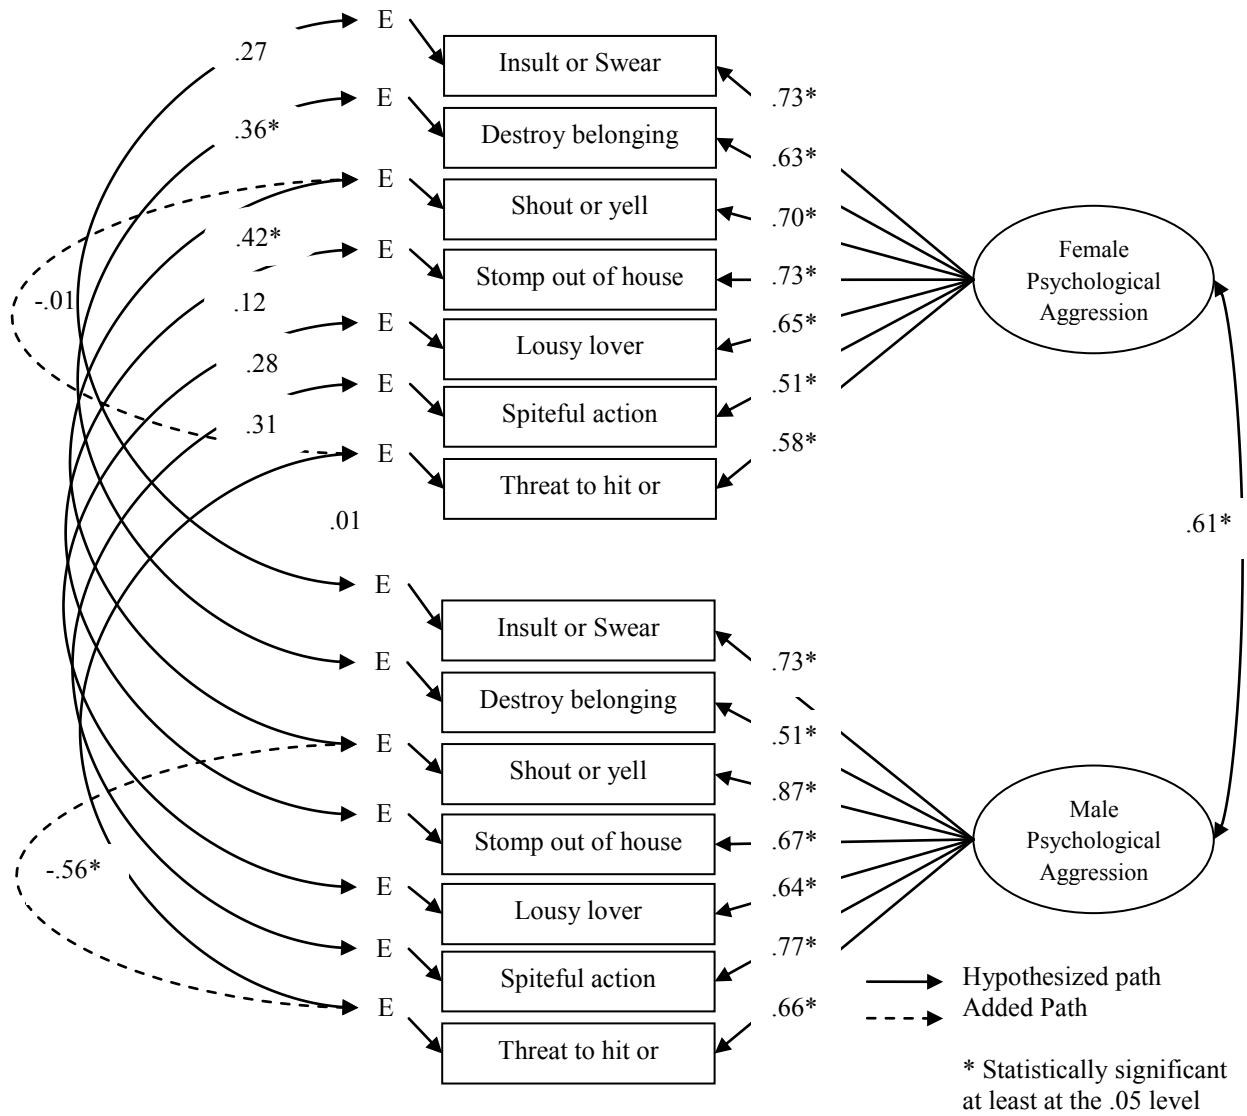 E
.27
Insult or Swear
.73*
E
.36*
Destroy belonging
.63*
E
Shout or yell
.70*
.42*
E
Stomp out of house
.73*
-.01
.12
E
Lousy lover
.65*
.28
E
Spiteful action
.51*
.31
E
Threat to hit or
.58*
.01
Female
Psychological
Aggression
.61*
E
Insult or Swear
.73*
E
Destroy belonging
.51*
E
Shout or yell
.87*
E
Stomp out of house
.67*
-.56*
E
Lousy lover
.64*
E
Spiteful action
.77*
E
Threat to hit or
.66*
Male
Psychological
Aggression
Hypothesized path
Added Path
* Statistically significant
at least at the .05 level